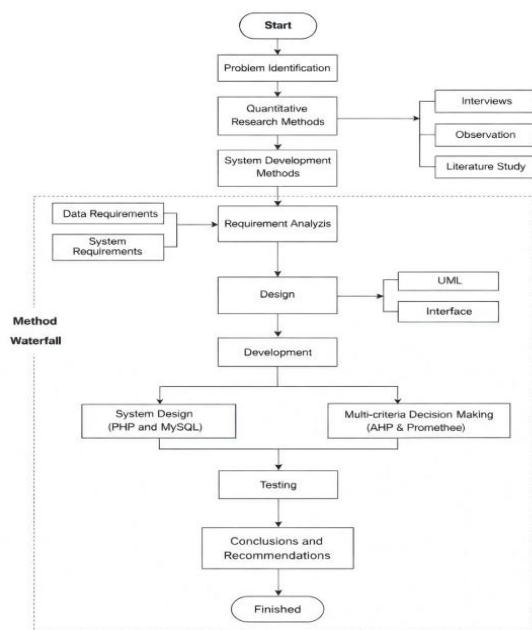 Start
Problem Identification
Quantitative
Research Methods
Interviews
Observation
Literature Study
System Development
Methods
Data Requirements
System
Requirements
Requirement Analyzis
Design
UML
Interface
Method
Waterfall
Development
System Design
(PHP and MySQL)
Multi-criteria Decision Making
(AHP & Promethee)
Testing
Conclusions and
Recommendations
Finished